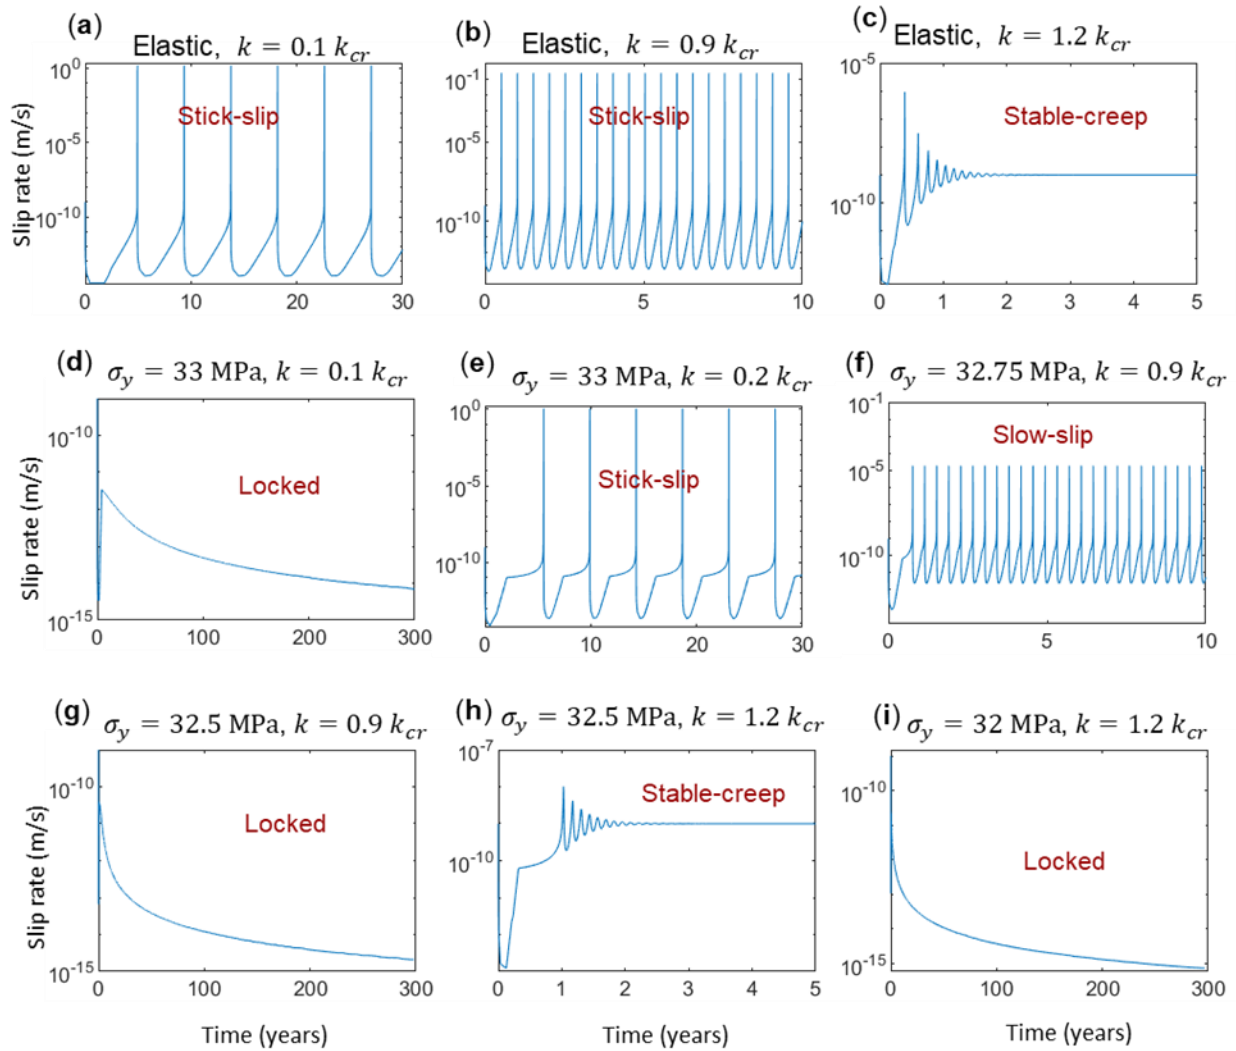 (a) Elastic, k = 0.1 k_cr
(b) Elastic, k = 0.9 k_cr
(c) Elastic, k = 1.2 k_cr
Slip rate (m/s)
10^0
10^-5
10^-10
Stick-slip
0 10 20 30
10^-1
10^-5
10^-10
Stick-slip
0 5 10
10^-5
10^-10
Stable-creep
0 1 2 3 4 5
(d) σ_y = 33 MPa, k = 0.1 k_cr
(e) σ_y = 33 MPa, k = 0.2 k_cr
(f) σ_y = 32.75 MPa, k = 0.9 k_cr
Slip rate (m/s)
10^-10
10^-15
Locked
0 100 200 300
10^0
10^-5
10^-10
Stick-slip
0 10 20 30
10^-1
10^-5
10^-10
Slow-slip
0 5 10
(g) σ_y = 32.5 MPa, k = 0.9 k_cr
(h) σ_y = 32.5 MPa, k = 1.2 k_cr
(i) σ_y = 32 MPa, k = 1.2 k_cr
Slip rate (m/s)
10^-10
10^-15
Locked
0 100 200 300
10^-7
10^-10
Stable-creep
0 1 2 3 4 5
10^-10
10^-15
Locked
0 100 200 300
Time (years)
Time (years)
Time (years)